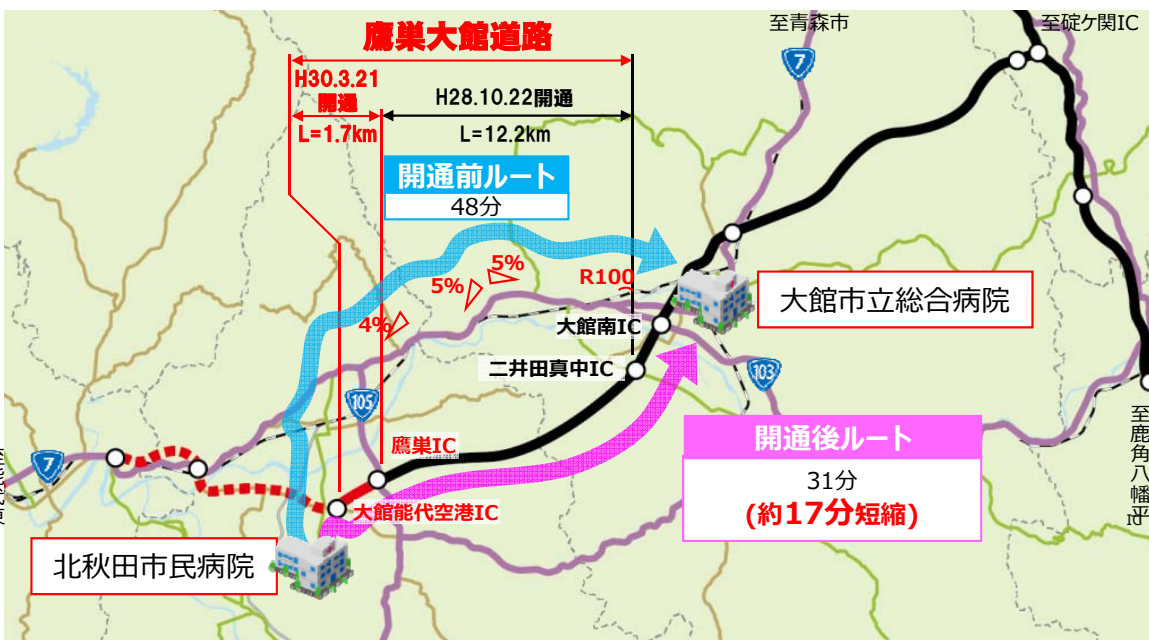 至青森市
至碇ケ関IC
鷹巣大館道路
7
H30.3.21
開通
H28.10.22開通
L=1.7km
L=12.2km
開通前ルート
48分
5%
5%
R100
4%
大館市立総合病院
大館南IC
二井田真中IC
103
105
開通後ルート
31分
(約17分短縮)
鷹巣IC
7
大館能代空港IC
至鹿角八幡平IC
北秋田市民病院